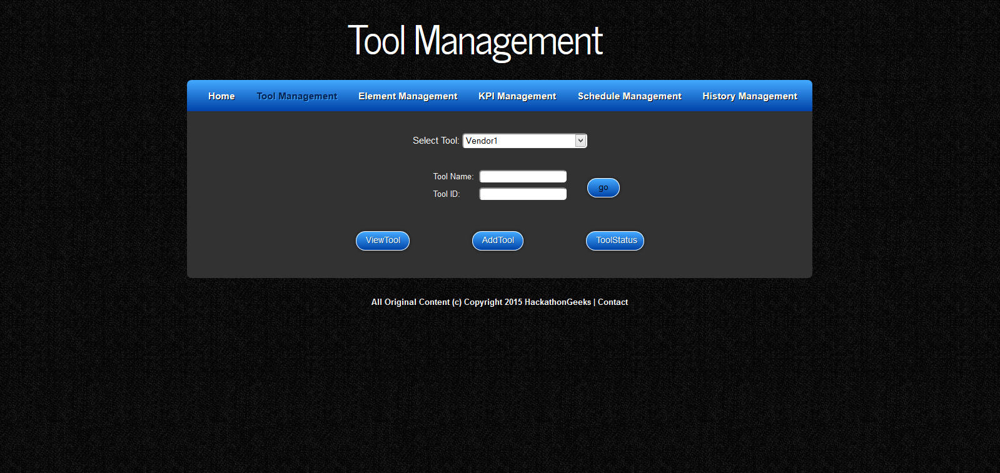 Tool Management
Home Tool Management Element Management KPI Management Schedule Management History Management
Select Tool: Vendor1
Tool Name:
go
Tool ID:
ViewTool AddTool ToolStatus
All Original Content (c) Copyright 2015 HackathonGeeks | Contact